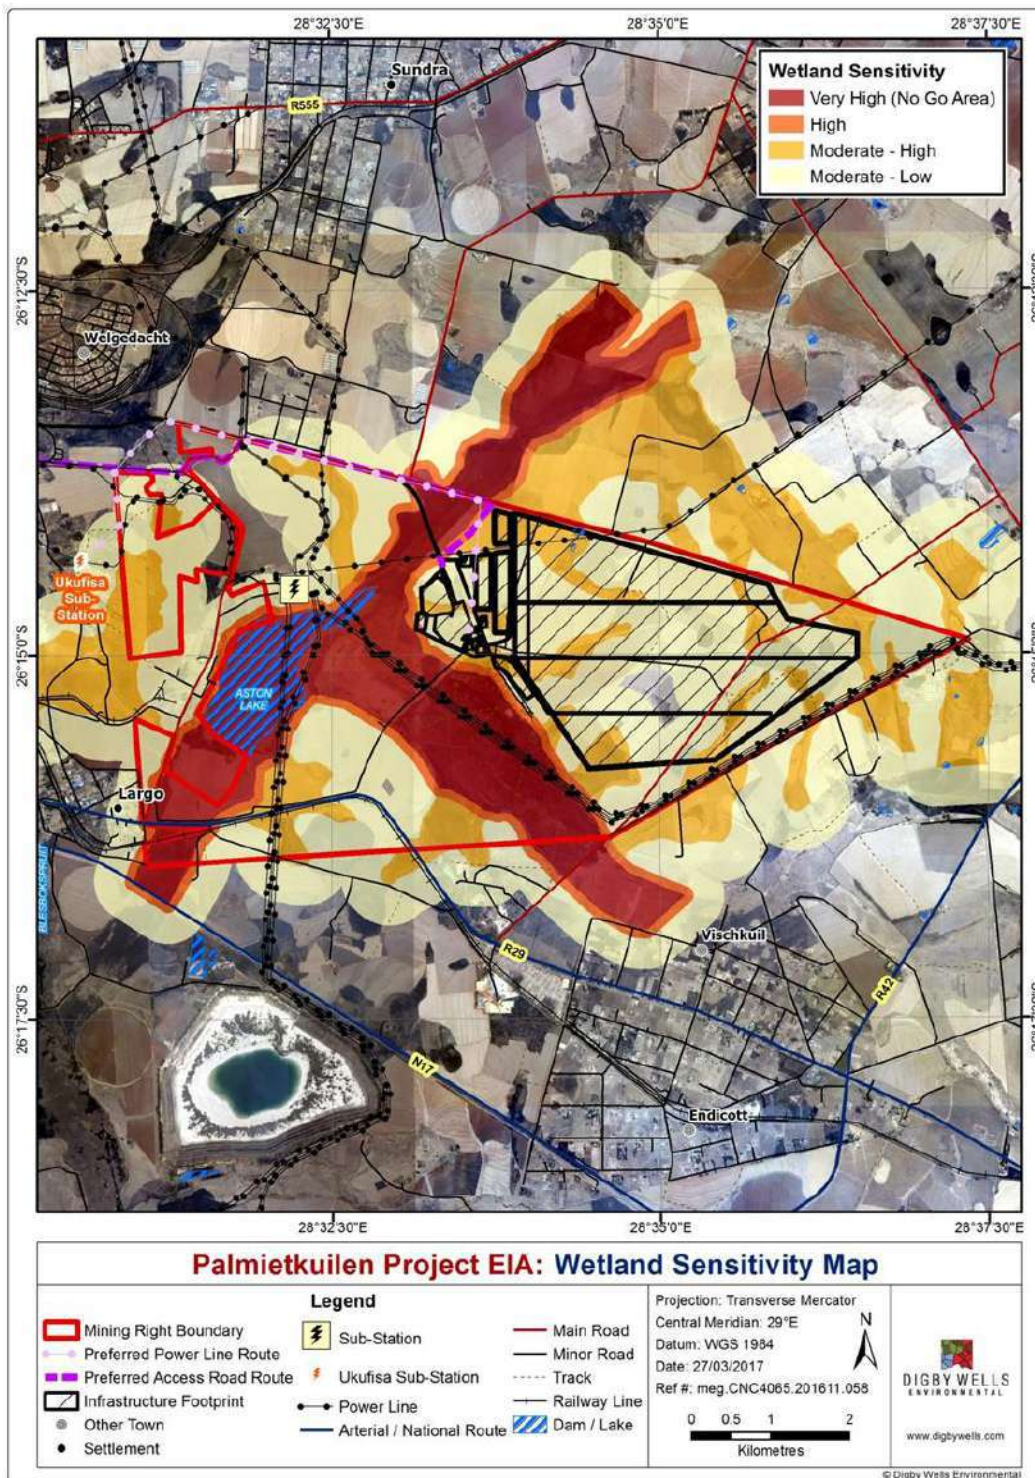 28°32'30"E
28°35'0"E
28°37'30"E
Sundra
R555
Wetland Sensitivity
Very High (No Go Area)
High
Moderate - High
Moderate - Low
26°12'30"S
Welgedacht
Ukufisa
Sub-
Station
26°15'0"S
ASTON
LAKE
Largo
BLESBOKSPRUIT
R29
Vischkuil
R42
26°17'30"S
N17
Endicott
28°32'30"E
28°35'0"E
28°37'30"E
Palmietkuilen Project EIA: Wetland Sensitivity Map
Legend
Mining Right Boundary
Preferred Power Line Route
Preferred Access Road Route
Infrastructure Footprint
Other Town
Settlement
Sub-Station
Ukufisa Sub-Station
Power Line
Arterial / National Route
Main Road
Minor Road
Track
Railway Line
Dam / Lake
Projection: Transverse Mercator
Central Meridian: 29°E
Datum: WGS 1984
Date: 27/03/2017
Ref #: meg.CNC4065.201611.058
N
0 0.5 1 2
Kilometres
DIGBY WELLS
ENVIRONMENTAL
www.digbywells.com
© Digby Wells Environmental